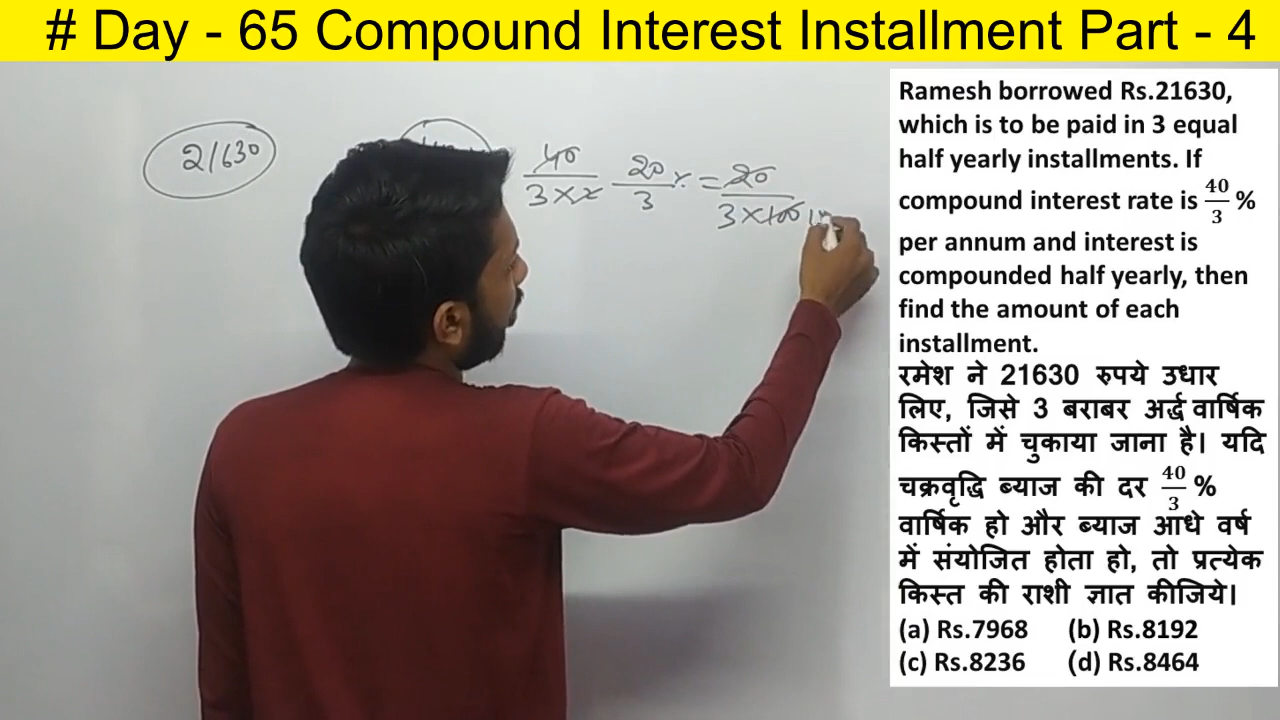 # Day - 65 Compound Interest Installment Part - 4
Ramesh borrowed Rs.21630,
which is to be paid in 3 equal
half yearly installments. If
compound interest rate is 40/3 %
per annum and interest is
compounded half yearly, then
find the amount of each
installment.
रमेश ने 21630 रुपये उधार
लिए, जिसे 3 बराबर अर्द्ध वार्षिक
किस्तों में चुकाया जाना है। यदि
चक्रवृद्धि ब्याज की दर 40/3 %
वार्षिक हो और ब्याज आधे वर्ष
में संयोजित होता हो, तो प्रत्येक
किस्त की राशी ज्ञात कीजिये।
(a) Rs.7968 (b) Rs.8192
(c) Rs.8236 (d) Rs.8464
21630
40/3×2 20/3 % = 20/3×100